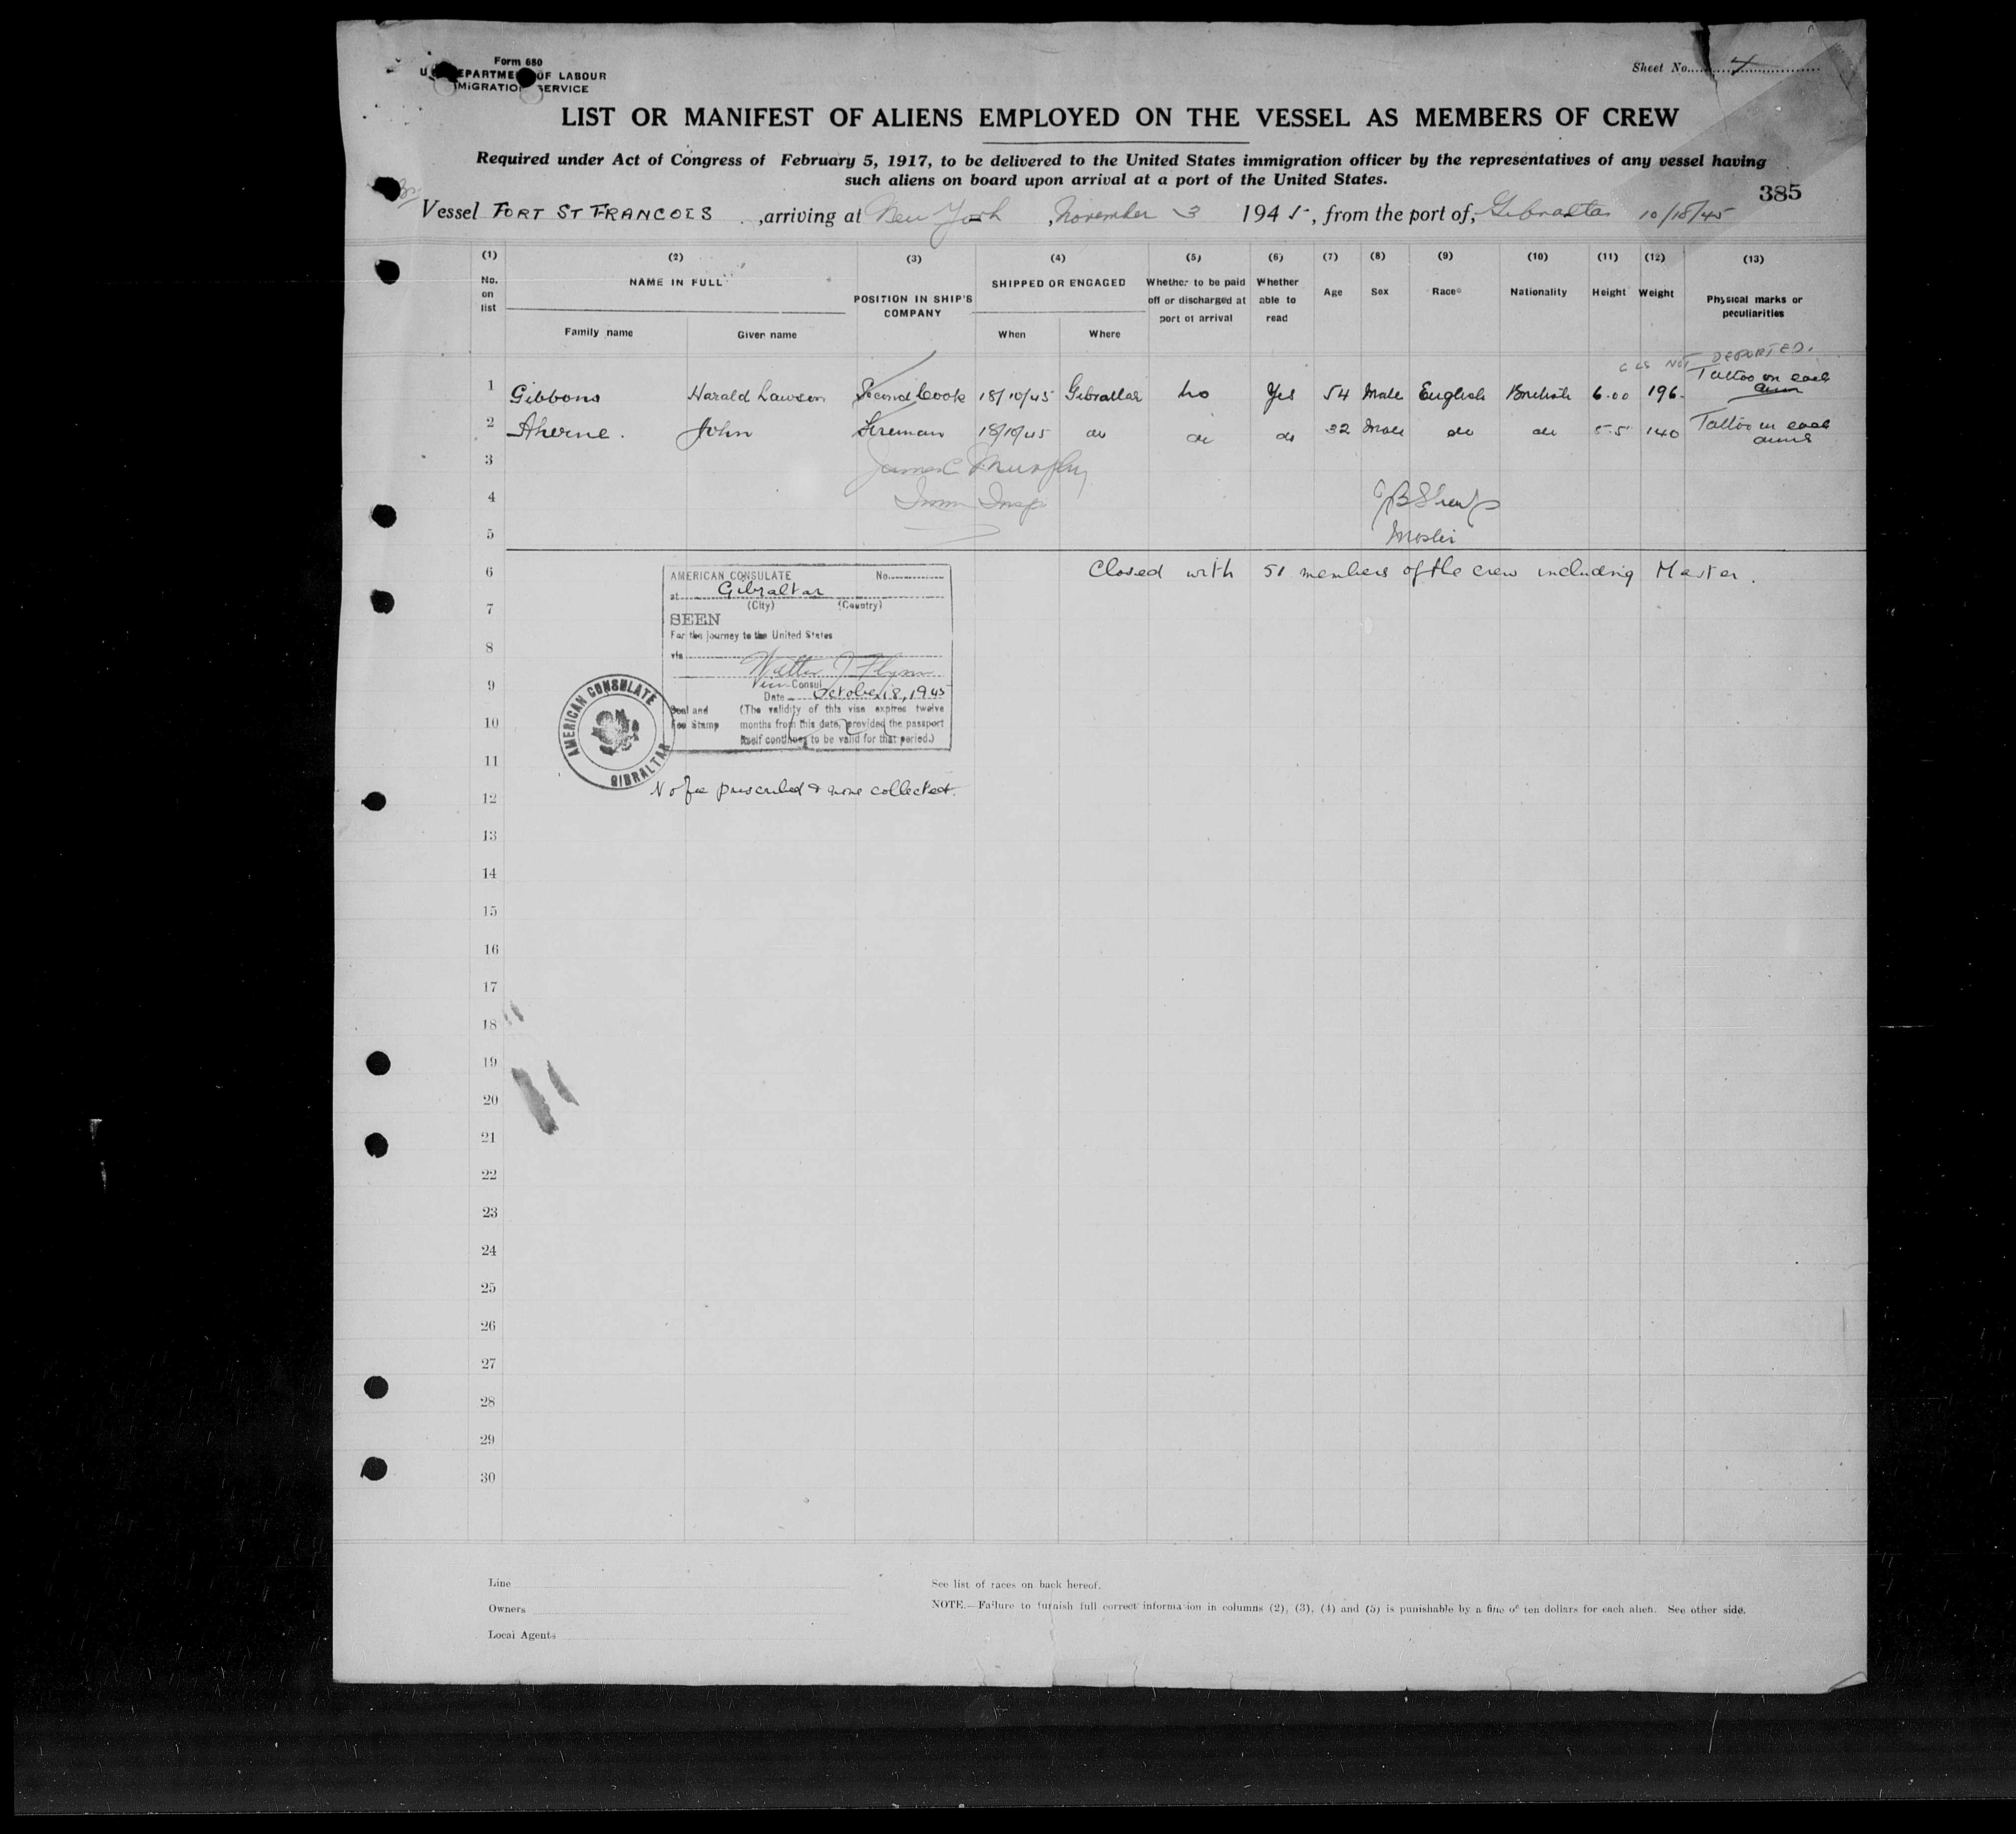 Form 680
U. S. DEPARTMENT OF LABOUR
IMMIGRATION SERVICE
Sheet No. 4
LIST OR MANIFEST OF ALIENS EMPLOYED ON THE VESSEL AS MEMBERS OF CREW
Required under Act of Congress of February 5, 1917, to be delivered to the United States immigration officer by the representatives of any vessel having
such aliens on board upon arrival at a port of the United States.
385
Vessel FORT ST FRANCOIS, arriving at New York, November 3 1945, from the port of, Gibraltar 10/18/45
(1) (2) (3) (4) (5) (6) (7) (8) (9) (10) (11) (12) (13)
No. on list NAME IN FULL POSITION IN SHIP'S COMPANY SHIPPED OR ENGAGED Whether to be paid off or discharged at port of arrival Whether able to read Age Sex Race Nationality Height Weight Physical marks or peculiarities
Family name Given name When Where
NOT DEPORTED.
1 Gibbons Harald Lawson Second Cook 18/10/45 Gibraltar No Yes 54 Male English British 6.00 196 Tattoo on each arm
2 Aherne. John Fireman 18/10/45 do do do 32 Male do do 5.5 140 Tattoo on each arms
3 James C Murphy
4 Imm Insp
5 Master
6 Closed with 51 members of the crew including Master.
AMERICAN CONSULATE No.
at Gibraltar
(City) (Country)
7
SEEN
For the journey to the United States
8
via
Walter J Flynn
Vice Consul
9
Date October 18, 1945
Seal and Fee Stamp
(The validity of this visa expires twelve
months from this date, provided the passport
itself continues to be valid for that period.)
10
AMERICAN CONSULATE
GIBRALTAR
11
No fee prescribed & none collected.
12
13
14
15
16
17
18
19
20
21
22
23
24
25
26
27
28
29
30
Line
See list of races on back hereof.
Owners
NOTE.—Failure to furnish full correct information in columns (2), (3), (4) and (5) is punishable by a fine of ten dollars for each alien. See other side.
Local Agents